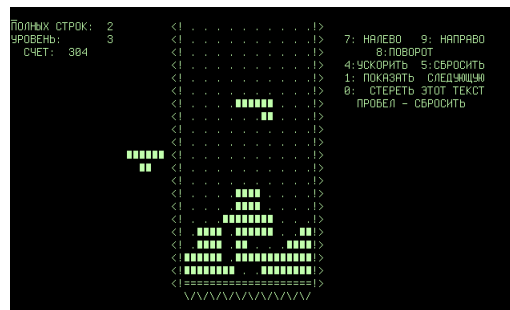 ПОЛНЫХ СТРОК: 2
УРОВЕНЬ: 3
СЧЕТ: 304
7: НАЛЕВО 9: НАПРАВО
8:ПОВОРОТ
4:УСКОРИТЬ 5:СБРОСИТЬ
1: ПОКАЗАТЬ СЛЕДУЮЩУЮ
0: СТЕРЕТЬ ЭТОТ ТЕКСТ
ПРОБЕЛ - СБРОСИТЬ